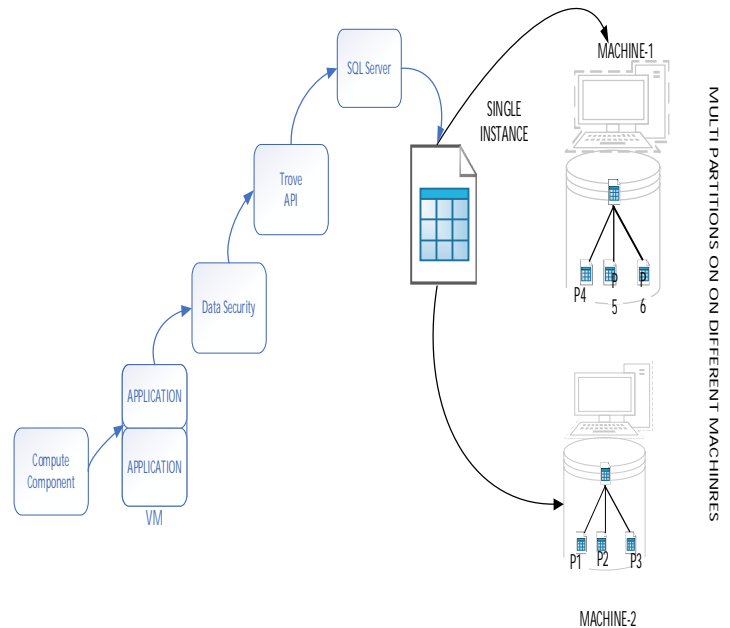 SQL Server
MACHINE-1
SINGLE
INSTANCE
Trove
API
Data Security
APPLICATION
APPLICATION
VM
Compute
Component
P4
P
5
P
6
P1
P2
P3
MACHINE-2
MULTI PARTITIONS ON ON DIFFERENT MACHINRES